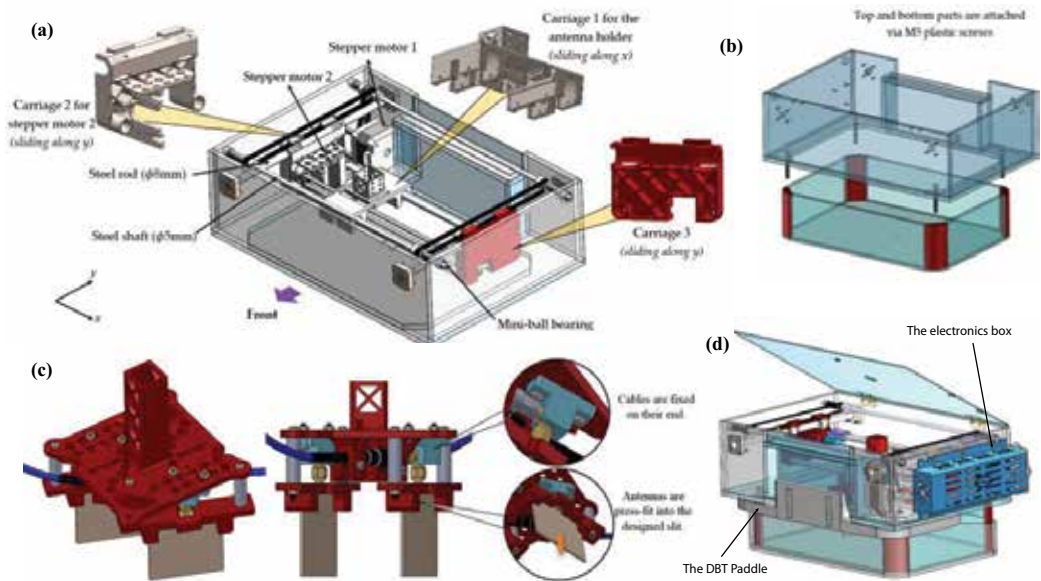 (a)
Carriage 1 for the
antenna holder
(sliding along x)
Stepper motor 1
Stepper motor 2
Carriage 2 for
stepper motor 2
(sliding along y)
Steel rod (ϕ8mm)
Steel shaft (ϕ5mm)
Carriage 3
(sliding along y)
Mini-ball bearing
Front
y
x
(b)
Top and bottom parts are attached
via M5 plastic screws
(c)
Cables are fixed
on their end
Antennas are
press-fit into the
designed slit
(d)
The electronics box
The DBT Paddle